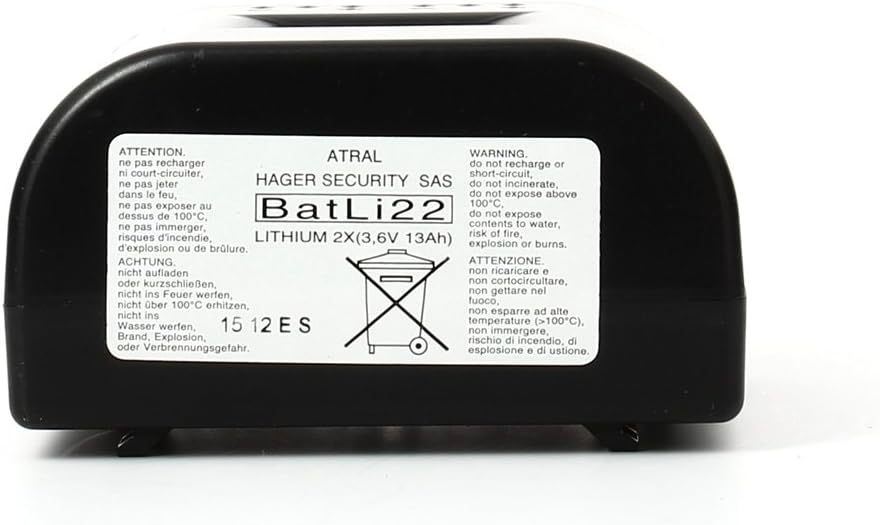 ATTENTION.
ne pas recharger
ni court-circuiter,
ne pas jeter
dans le feu,
ne pas exposer au
dessus de 100°C,
ne pas immerger,
risques d'incendie,
d'explosion ou de brûlure.
ACHTUNG.
nicht aufladen
oder kurzschließen,
nicht ins Feuer werfen,
nicht über 100°C erhitzen,
nicht ins
Wasser werfen,
Brand, Explosion,
oder Verbrennungsgefahr.
ATRAL
HAGER SECURITY SAS
BatLi22
LITHIUM 2X(3,6V 13Ah)
15 12 E S
WARNING.
do not recharge or
short-circuit,
do not incinerate,
do not expose above
100°C,
do not expose
contents to water,
risk of fire,
explosion or burns.
ATTENZIONE.
non ricaricare e
non cortocircultare,
non gettare nel
fuoco,
non esparre ad alte
temperature (>100°C),
non immergere,
rischio di incendio, di
esplosione e di ustione.